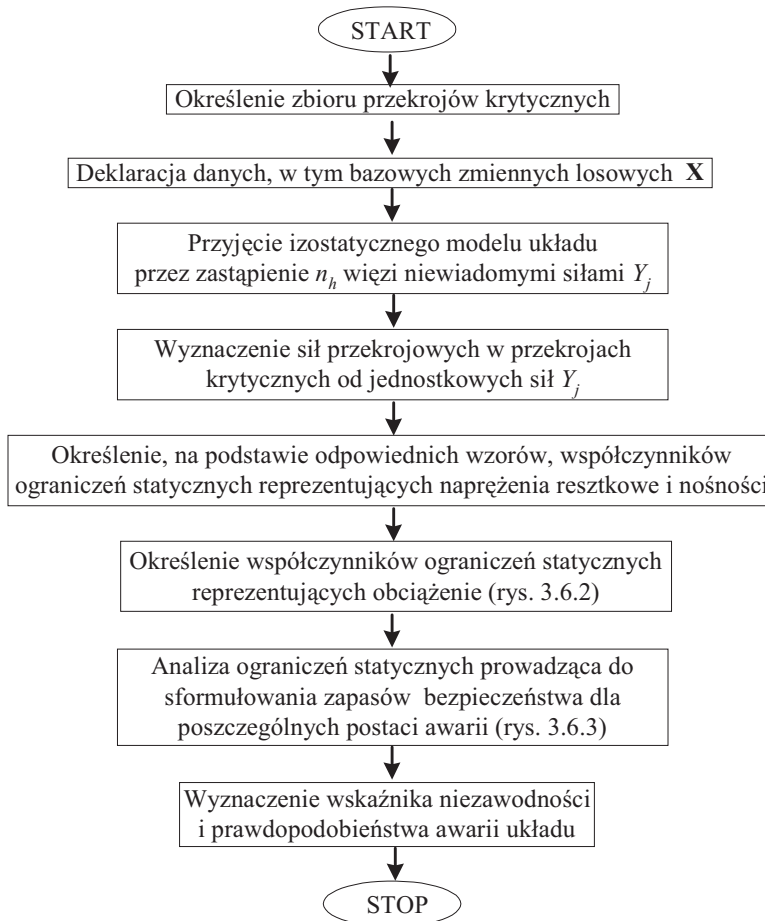 START
Określenie zbioru przekrojów krytycznych
Deklaracja danych, w tym bazowych zmiennych losowych X
Przyjęcie izostatycznego modelu układu
przez zastąpienie n_h więzi niewiadomymi siłami Y_j
Wyznaczenie sił przekrojowych w przekrojach
krytycznych od jednostkowych sił Y_j
Określenie, na podstawie odpowiednich wzorów, współczynników
ograniczeń statycznych reprezentujących naprężenia resztkowe i nośności
Określenie współczynników ograniczeń statycznych
reprezentujących obciążenie (rys. 3.6.2)
Analiza ograniczeń statycznych prowadząca do
sformułowania zapasów bezpieczeństwa dla
poszczególnych postaci awarii (rys. 3.6.3)
Wyznaczenie wskaźnika niezawodności
i prawdopodobieństwa awarii układu
STOP